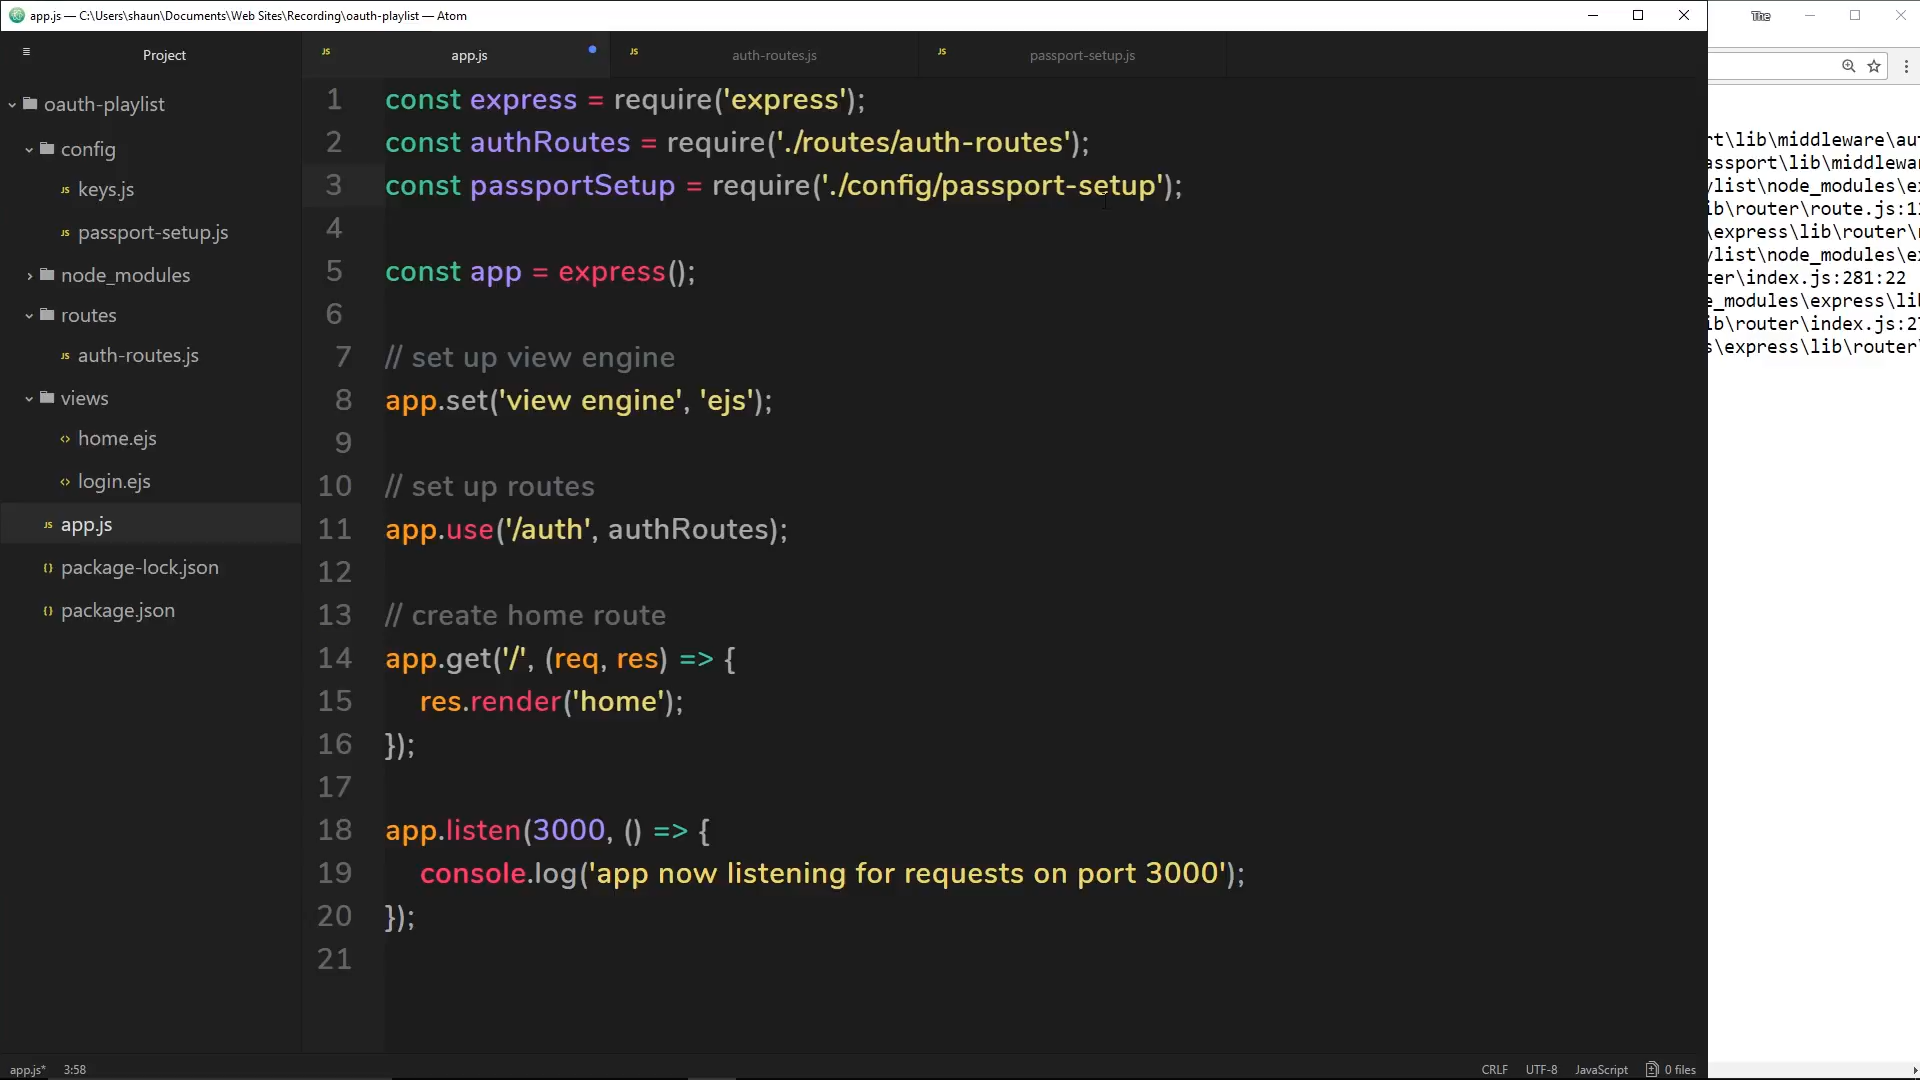 app.js — C:\Users\shaun\Documents\Web Sites\Recording\oauth-playlist — Atom
The
Project
app.js
auth-routes.js
passport-setup.js
oauth-playlist
config
keys.js
passport-setup.js
node_modules
routes
auth-routes.js
views
home.ejs
login.ejs
app.js
package-lock.json
package.json
1 const express = require('express');
2 const authRoutes = require('./routes/auth-routes');
3 const passportSetup = require('./config/passport-setup');
4
5 const app = express();
6
7 // set up view engine
8 app.set('view engine', 'ejs');
9
10 // set up routes
11 app.use('/auth', authRoutes);
12
13 // create home route
14 app.get('/', (req, res) => {
15 res.render('home');
16 });
17
18 app.listen(3000, () => {
19 console.log('app now listening for requests on port 3000');
20 });
21
rt\lib\middleware\au
assport\lib\middlewa
ylist\node_modules\e
ib\router\route.js:1
\express\lib\router\
ylist\node_modules\e
ter\index.js:281:22
e_modules\express\li
ib\router\index.js:2
s\express\lib\router
app.js* 3:58
CRLF UTF-8 JavaScript 0 files